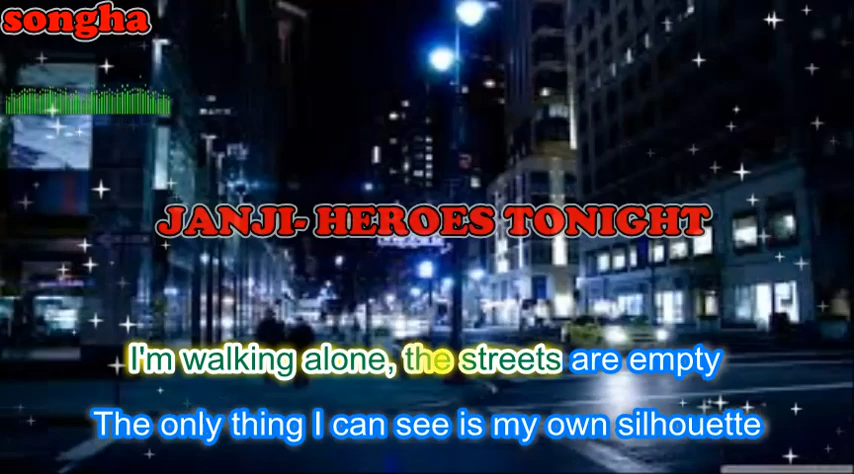 songha
JANJI- HEROES TONIGHT
I'm walking alone, the streets are empty
The only thing I can see is my own silhouette